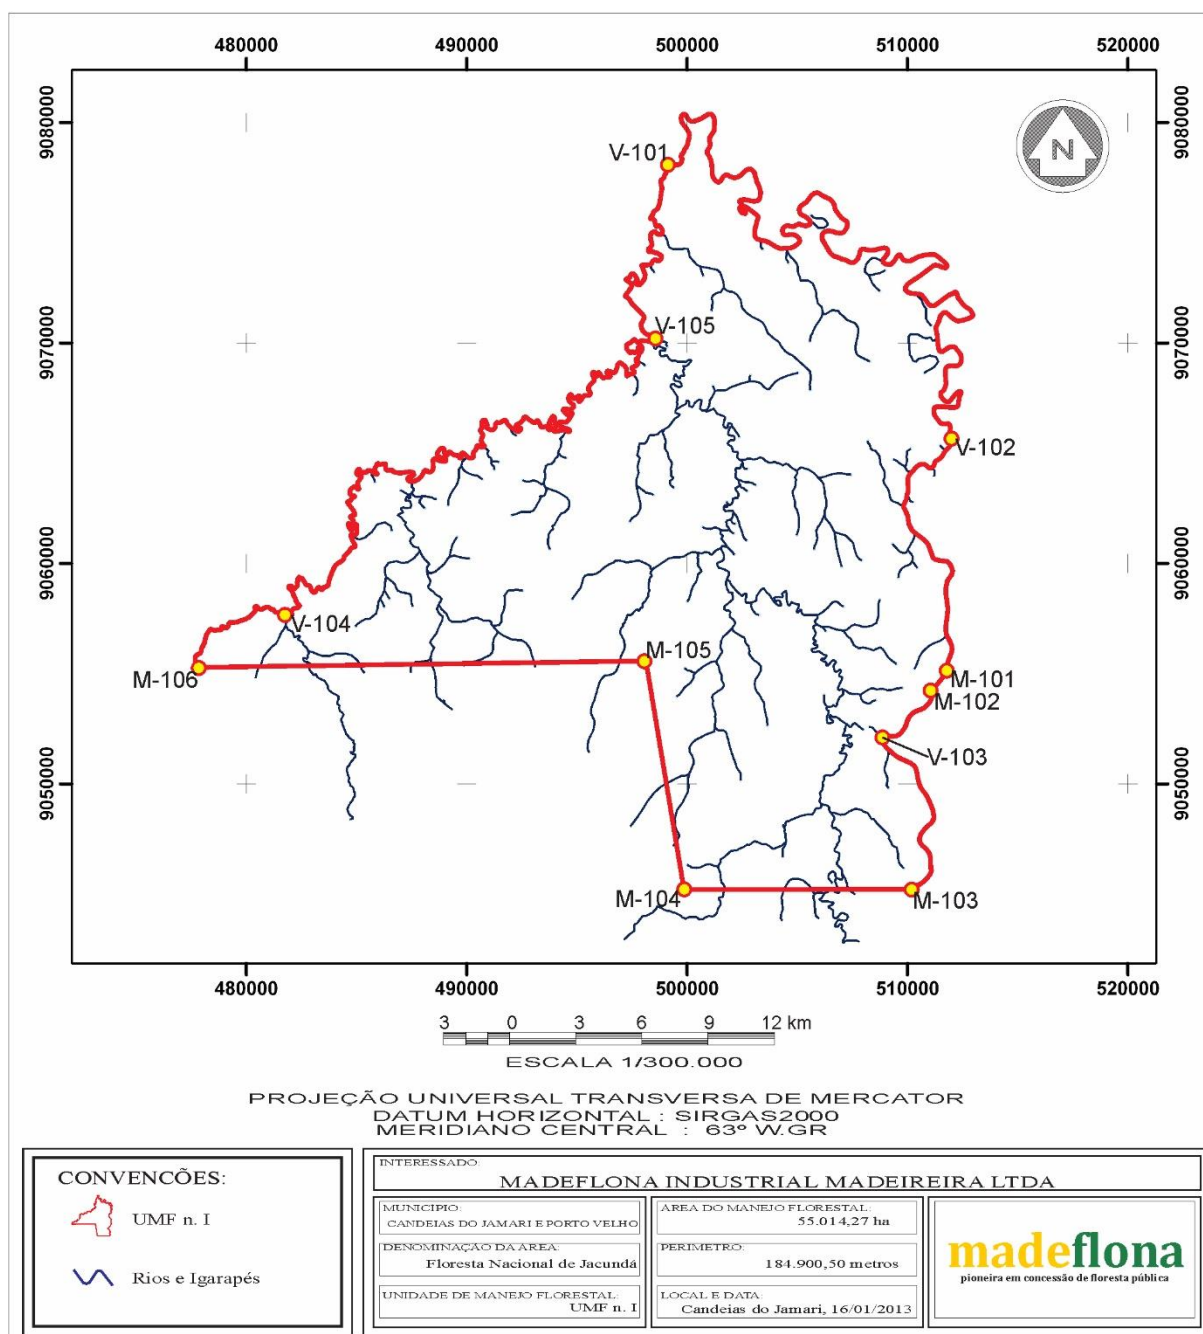 480000 490000 500000 510000 520000
9080000 9080000
V-101
V-105
9070000 9070000
V-102
9060000 9060000
V-104
M-105
M-106
M-101
M-102
V-103
9050000 9050000
M-104
M-103
480000 490000 500000 510000 520000
N
3 0 3 6 9 12 km
ESCALA 1/300.000
PROJEÇÃO UNIVERSAL TRANSVERSA DE MERCATOR
DATUM HORIZONTAL : SIRGAS2000
MERIDIANO CENTRAL : 63º W.GR
CONVENCÕES:
UMF n. I
Rios e Igarapés
INTERESSADO:
MADEFLONA INDUSTRIAL MADEIREIRA LTDA
MUNICIPIO:
CANDEIAS DO JAMARI E PORTO VELHO
DENOMINAÇÃO DA AREA:
Floresta Nacional de Jacundá
UNIDADE DE MANEJO FLORESTAL:
UMF n. I
AREA DO MANEJO FLORESTAL:
55.014,27 ha
PERIMETRO:
184.900,50 metros
LOCAL E DATA:
Candeias do Jamari, 16/01/2013
madeflona
pioneira em concessão de floresta pública